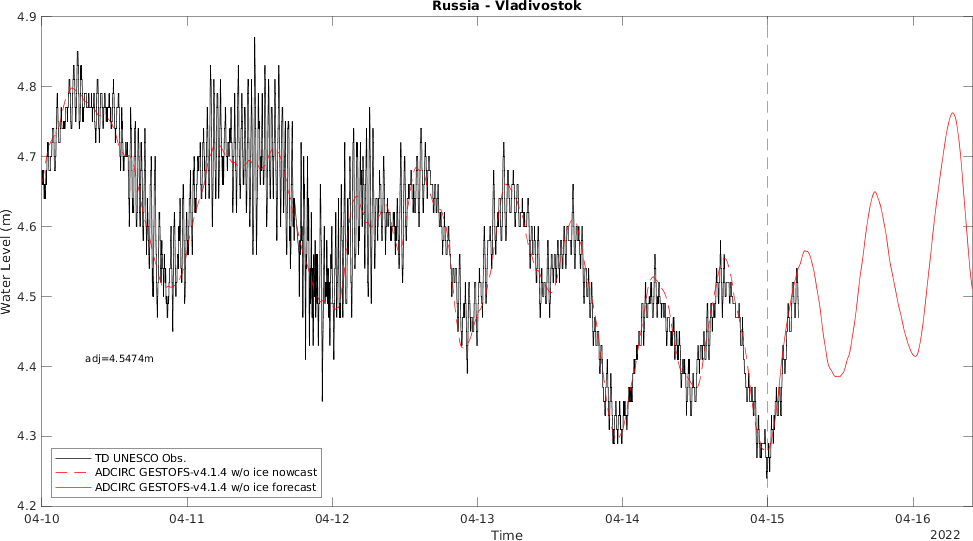 Russia - Vladivostok
4.9
4.8
4.7
4.6
4.5
4.4
4.3
4.2
Water Level (m)
adj=4.5474m
TD UNESCO Obs.
ADCIRC GESTOFS-v4.1.4 w/o ice nowcast
ADCIRC GESTOFS-v4.1.4 w/o ice forecast
04-10 04-11 04-12 04-13 04-14 04-15 04-16
Time
2022